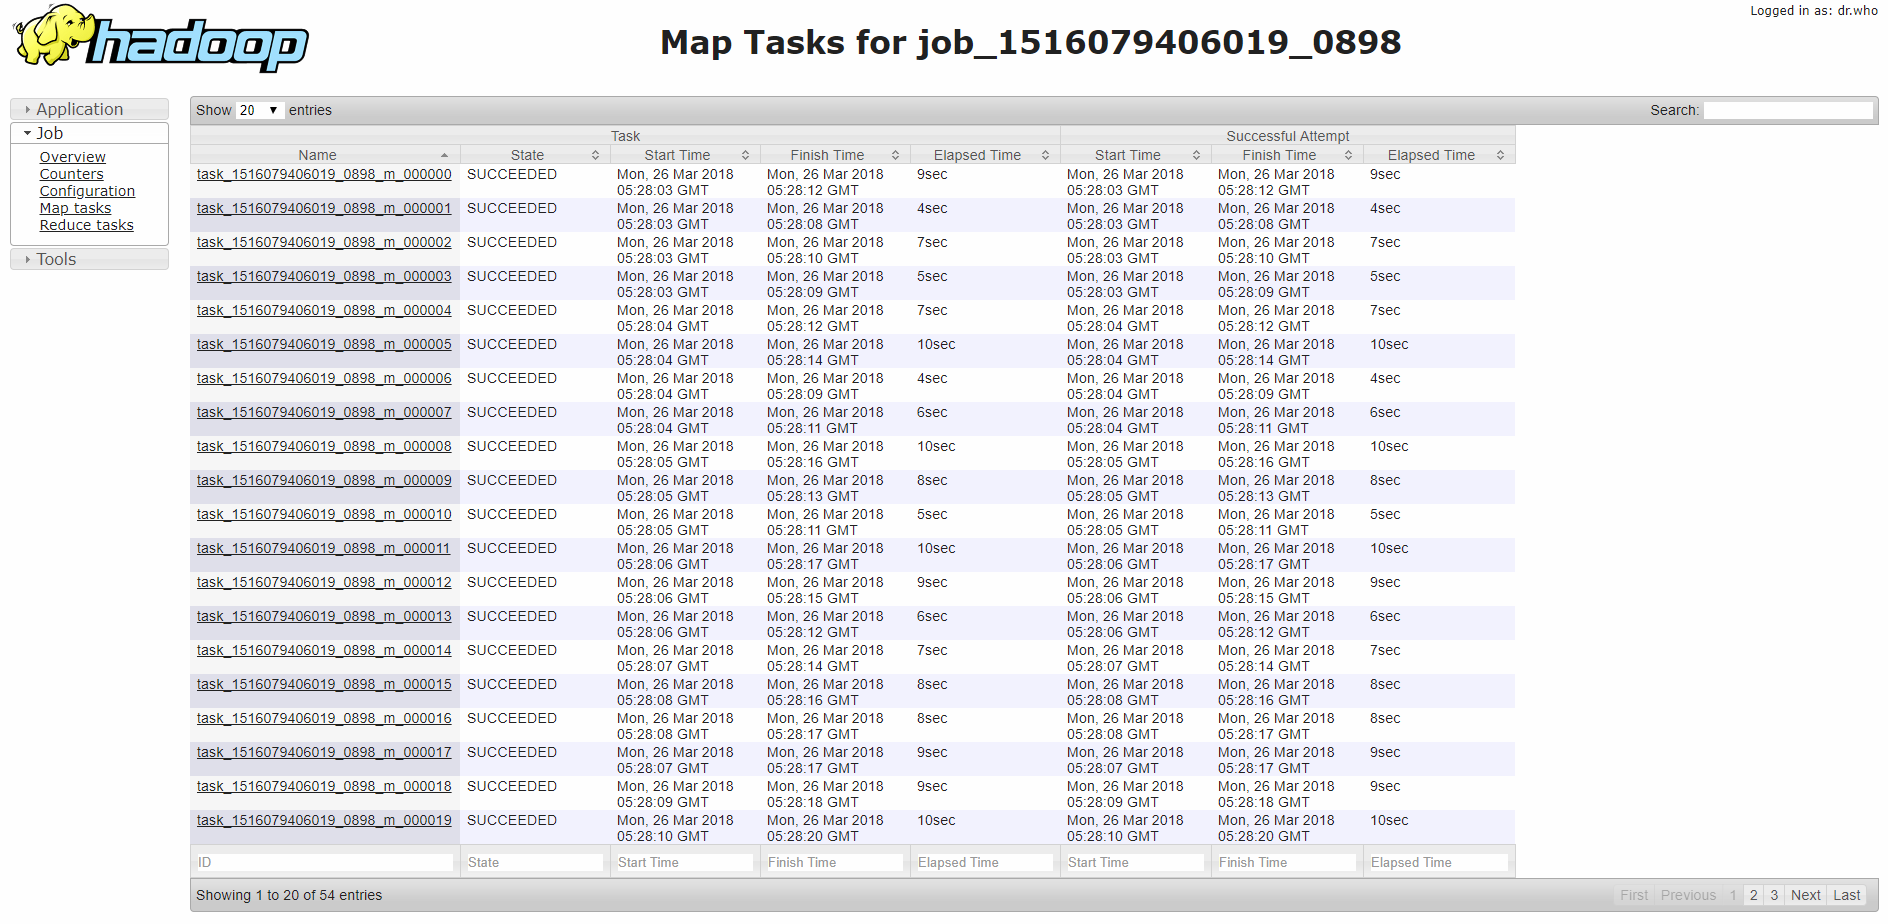 hadoop
Logged in as: dr.who
Map Tasks for job_1516079406019_0898
Application
Job
Overview
Counters
Configuration
Map tasks
Reduce tasks
Tools
Show 20 entries Search:
Task Successful Attempt
Name State Start Time Finish Time Elapsed Time Start Time Finish Time Elapsed Time
task_1516079406019_0898_m_000000 SUCCEEDED Mon, 26 Mar 2018 Mon, 26 Mar 2018 9sec Mon, 26 Mar 2018 Mon, 26 Mar 2018 9sec
05:28:03 GMT 05:28:12 GMT 05:28:03 GMT 05:28:12 GMT
task_1516079406019_0898_m_000001 SUCCEEDED Mon, 26 Mar 2018 Mon, 26 Mar 2018 4sec Mon, 26 Mar 2018 Mon, 26 Mar 2018 4sec
05:28:03 GMT 05:28:08 GMT 05:28:03 GMT 05:28:08 GMT
task_1516079406019_0898_m_000002 SUCCEEDED Mon, 26 Mar 2018 Mon, 26 Mar 2018 7sec Mon, 26 Mar 2018 Mon, 26 Mar 2018 7sec
05:28:03 GMT 05:28:10 GMT 05:28:03 GMT 05:28:10 GMT
task_1516079406019_0898_m_000003 SUCCEEDED Mon, 26 Mar 2018 Mon, 26 Mar 2018 5sec Mon, 26 Mar 2018 Mon, 26 Mar 2018 5sec
05:28:03 GMT 05:28:09 GMT 05:28:03 GMT 05:28:09 GMT
task_1516079406019_0898_m_000004 SUCCEEDED Mon, 26 Mar 2018 Mon, 26 Mar 2018 7sec Mon, 26 Mar 2018 Mon, 26 Mar 2018 7sec
05:28:04 GMT 05:28:12 GMT 05:28:04 GMT 05:28:12 GMT
task_1516079406019_0898_m_000005 SUCCEEDED Mon, 26 Mar 2018 Mon, 26 Mar 2018 10sec Mon, 26 Mar 2018 Mon, 26 Mar 2018 10sec
05:28:04 GMT 05:28:14 GMT 05:28:04 GMT 05:28:14 GMT
task_1516079406019_0898_m_000006 SUCCEEDED Mon, 26 Mar 2018 Mon, 26 Mar 2018 4sec Mon, 26 Mar 2018 Mon, 26 Mar 2018 4sec
05:28:04 GMT 05:28:09 GMT 05:28:04 GMT 05:28:09 GMT
task_1516079406019_0898_m_000007 SUCCEEDED Mon, 26 Mar 2018 Mon, 26 Mar 2018 6sec Mon, 26 Mar 2018 Mon, 26 Mar 2018 6sec
05:28:04 GMT 05:28:11 GMT 05:28:04 GMT 05:28:11 GMT
task_1516079406019_0898_m_000008 SUCCEEDED Mon, 26 Mar 2018 Mon, 26 Mar 2018 10sec Mon, 26 Mar 2018 Mon, 26 Mar 2018 10sec
05:28:05 GMT 05:28:16 GMT 05:28:05 GMT 05:28:16 GMT
task_1516079406019_0898_m_000009 SUCCEEDED Mon, 26 Mar 2018 Mon, 26 Mar 2018 8sec Mon, 26 Mar 2018 Mon, 26 Mar 2018 8sec
05:28:05 GMT 05:28:13 GMT 05:28:05 GMT 05:28:13 GMT
task_1516079406019_0898_m_000010 SUCCEEDED Mon, 26 Mar 2018 Mon, 26 Mar 2018 5sec Mon, 26 Mar 2018 Mon, 26 Mar 2018 5sec
05:28:05 GMT 05:28:11 GMT 05:28:05 GMT 05:28:11 GMT
task_1516079406019_0898_m_000011 SUCCEEDED Mon, 26 Mar 2018 Mon, 26 Mar 2018 10sec Mon, 26 Mar 2018 Mon, 26 Mar 2018 10sec
05:28:06 GMT 05:28:17 GMT 05:28:06 GMT 05:28:17 GMT
task_1516079406019_0898_m_000012 SUCCEEDED Mon, 26 Mar 2018 Mon, 26 Mar 2018 9sec Mon, 26 Mar 2018 Mon, 26 Mar 2018 9sec
05:28:06 GMT 05:28:15 GMT 05:28:06 GMT 05:28:15 GMT
task_1516079406019_0898_m_000013 SUCCEEDED Mon, 26 Mar 2018 Mon, 26 Mar 2018 6sec Mon, 26 Mar 2018 Mon, 26 Mar 2018 6sec
05:28:06 GMT 05:28:12 GMT 05:28:06 GMT 05:28:12 GMT
task_1516079406019_0898_m_000014 SUCCEEDED Mon, 26 Mar 2018 Mon, 26 Mar 2018 7sec Mon, 26 Mar 2018 Mon, 26 Mar 2018 7sec
05:28:07 GMT 05:28:14 GMT 05:28:07 GMT 05:28:14 GMT
task_1516079406019_0898_m_000015 SUCCEEDED Mon, 26 Mar 2018 Mon, 26 Mar 2018 8sec Mon, 26 Mar 2018 Mon, 26 Mar 2018 8sec
05:28:08 GMT 05:28:16 GMT 05:28:08 GMT 05:28:16 GMT
task_1516079406019_0898_m_000016 SUCCEEDED Mon, 26 Mar 2018 Mon, 26 Mar 2018 8sec Mon, 26 Mar 2018 Mon, 26 Mar 2018 8sec
05:28:08 GMT 05:28:17 GMT 05:28:08 GMT 05:28:17 GMT
task_1516079406019_0898_m_000017 SUCCEEDED Mon, 26 Mar 2018 Mon, 26 Mar 2018 9sec Mon, 26 Mar 2018 Mon, 26 Mar 2018 9sec
05:28:07 GMT 05:28:17 GMT 05:28:07 GMT 05:28:17 GMT
task_1516079406019_0898_m_000018 SUCCEEDED Mon, 26 Mar 2018 Mon, 26 Mar 2018 9sec Mon, 26 Mar 2018 Mon, 26 Mar 2018 9sec
05:28:09 GMT 05:28:18 GMT 05:28:09 GMT 05:28:18 GMT
task_1516079406019_0898_m_000019 SUCCEEDED Mon, 26 Mar 2018 Mon, 26 Mar 2018 10sec Mon, 26 Mar 2018 Mon, 26 Mar 2018 10sec
05:28:10 GMT 05:28:20 GMT 05:28:10 GMT 05:28:20 GMT
ID State Start Time Finish Time Elapsed Time Start Time Finish Time Elapsed Time
Showing 1 to 20 of 54 entries First Previous 1 2 3 Next Last